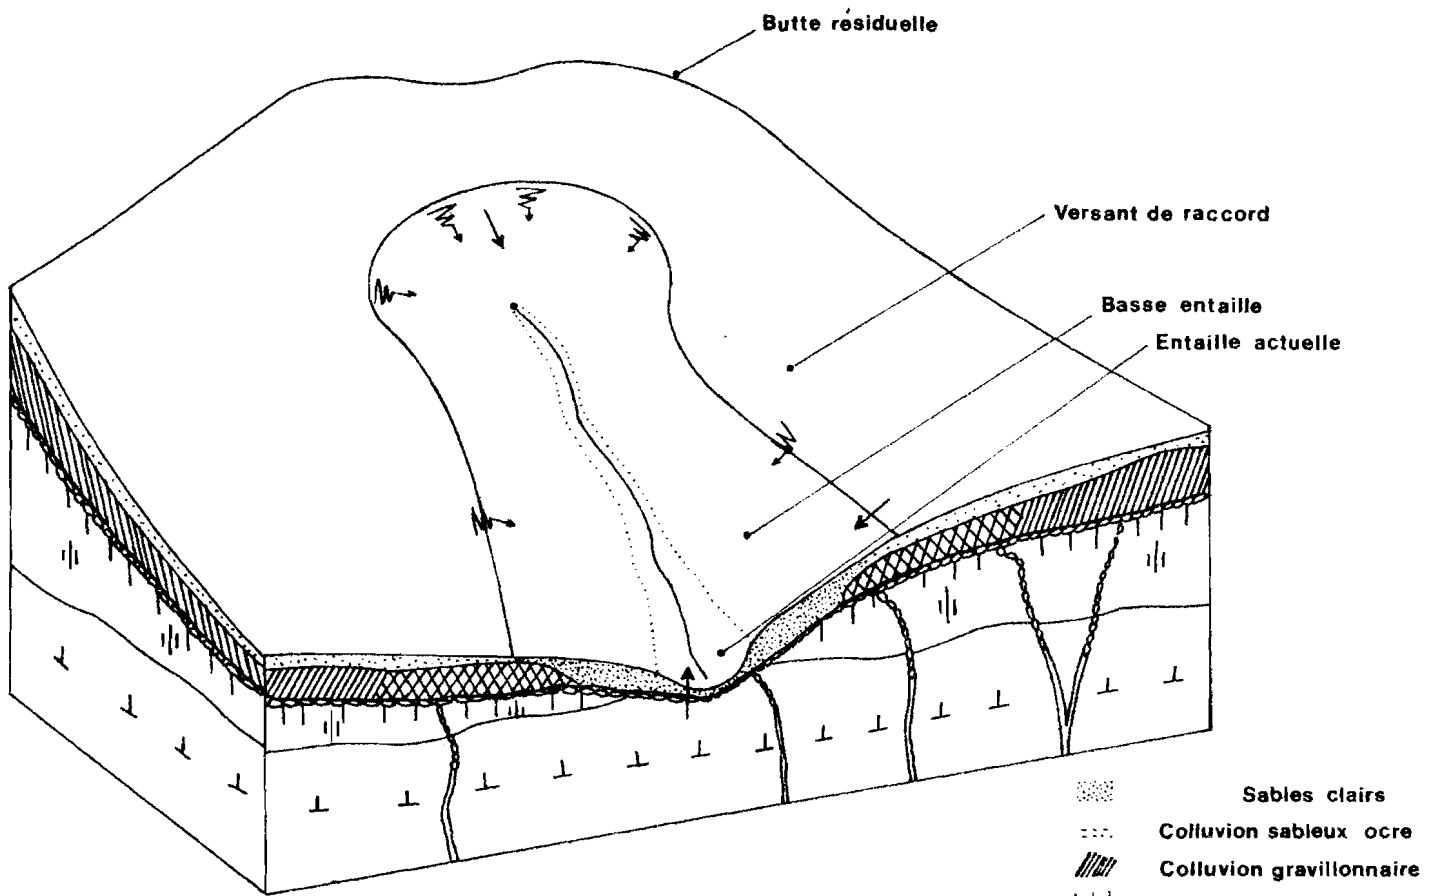 Butte résiduelle
Versant de raccord
Basse entaille
Entaille actuelle
Sables clairs
Colluvion sableux ocre
Colluvion gravillonnaire